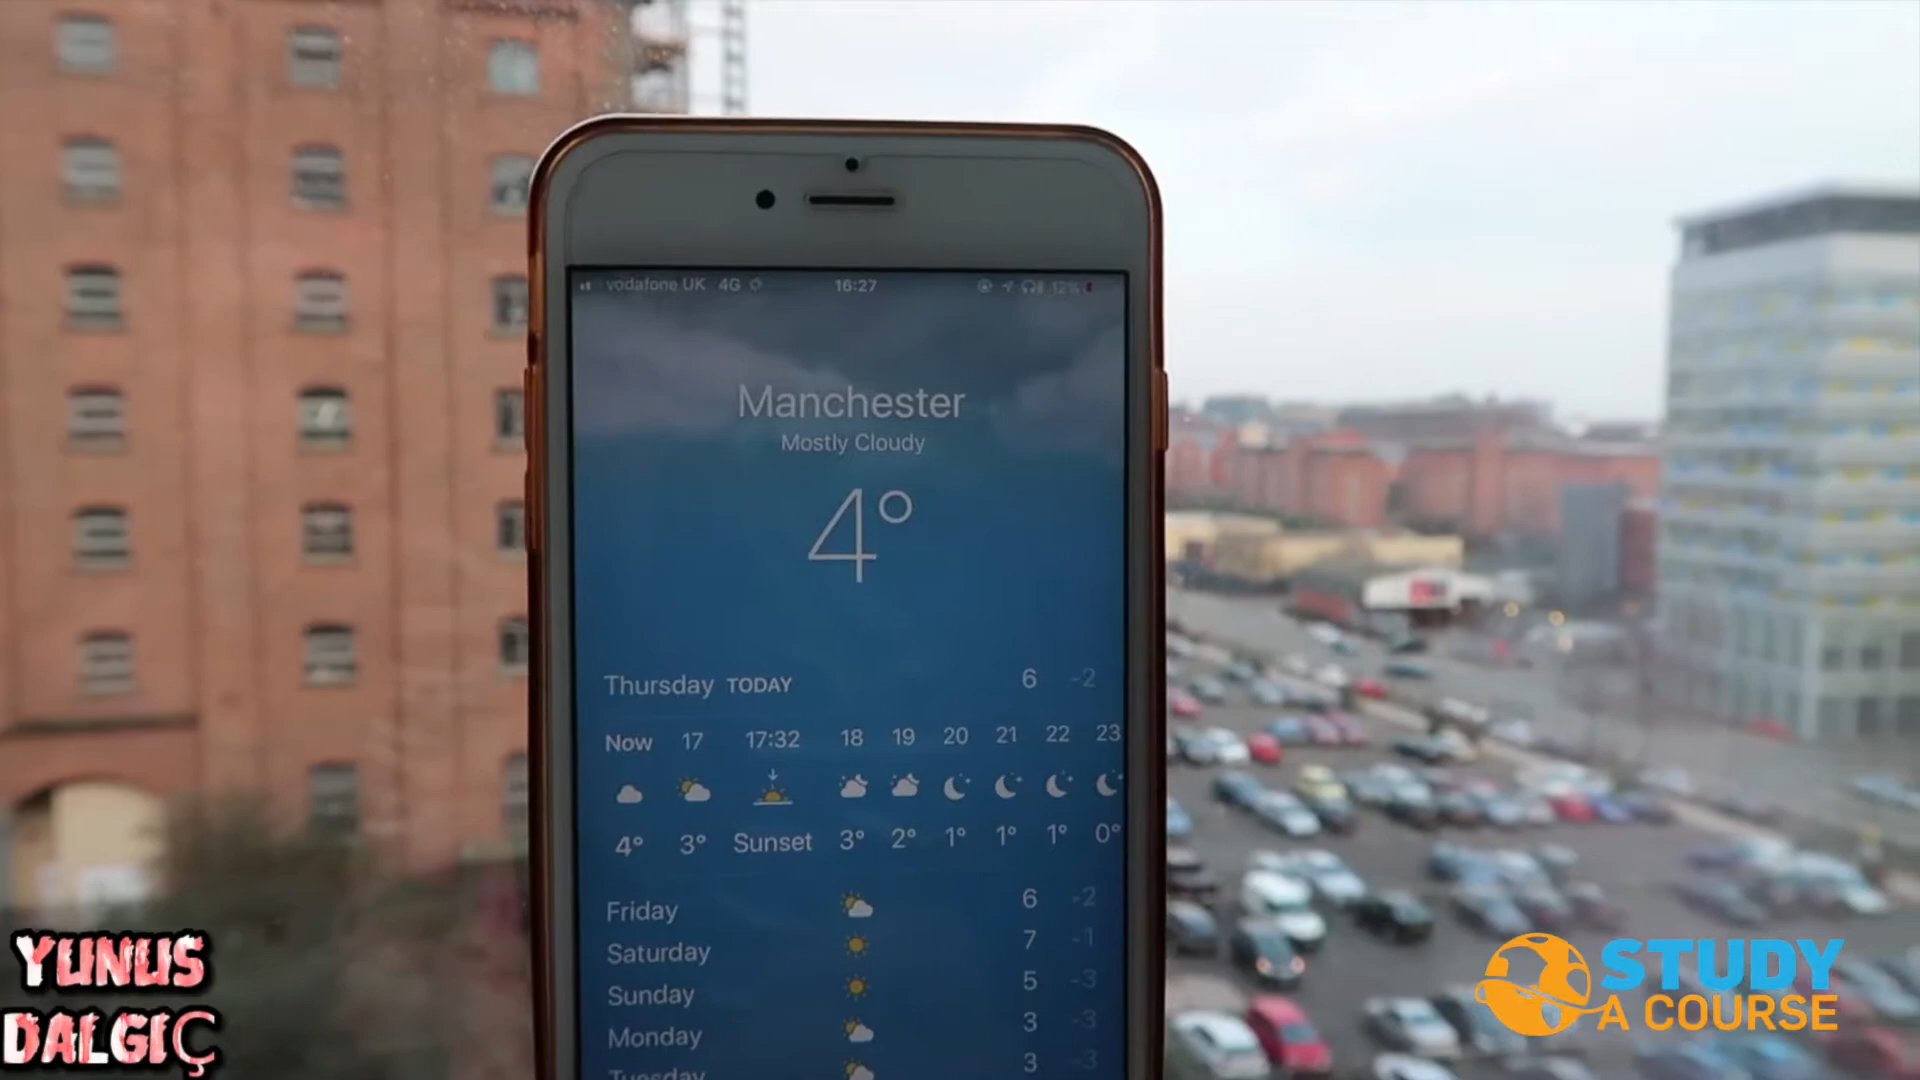 vodafone UK 4G 16:27 12%
Manchester
Mostly Cloudy
4°
Thursday TODAY 6 -2
Now 17 17:32 18 19 20 21 22 23
4° 3° Sunset 3° 2° 1° 1° 1° 0°
Friday 6 -2
Saturday 7 -1
Sunday 5 -3
Monday 3 -3
Tuesday 3 -3
YUNUS
DALGIÇ
STUDY
A COURSE